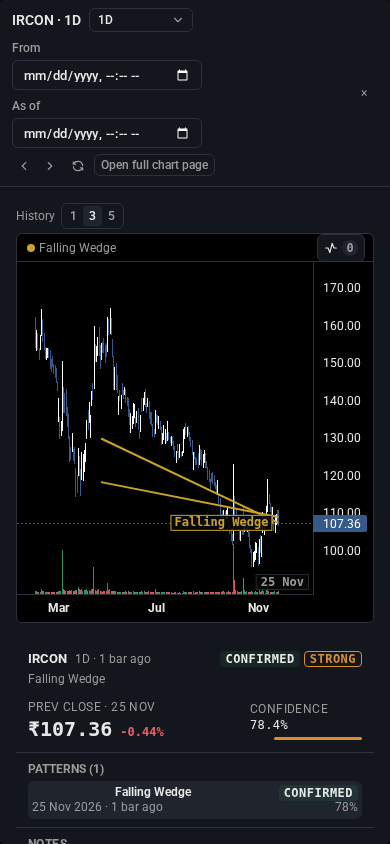 IRCON · 1D 1D
From
mm/dd/yyyy, --:-- --
×
As of
mm/dd/yyyy, --:-- --
Open full chart page
History 1 3 5
Falling Wedge 0
170.00
160.00
150.00
140.00
130.00
120.00
110.00
Falling Wedge 107.36
100.00
25 Nov
Mar Jul Nov
IRCON 1D · 1 bar ago CONFIRMED STRONG
Falling Wedge
PREV CLOSE · 25 NOV CONFIDENCE
₹107.36 -0.44% 78.4%
PATTERNS (1)
Falling Wedge CONFIRMED
25 Nov 2026 · 1 bar ago 78%
NOTES